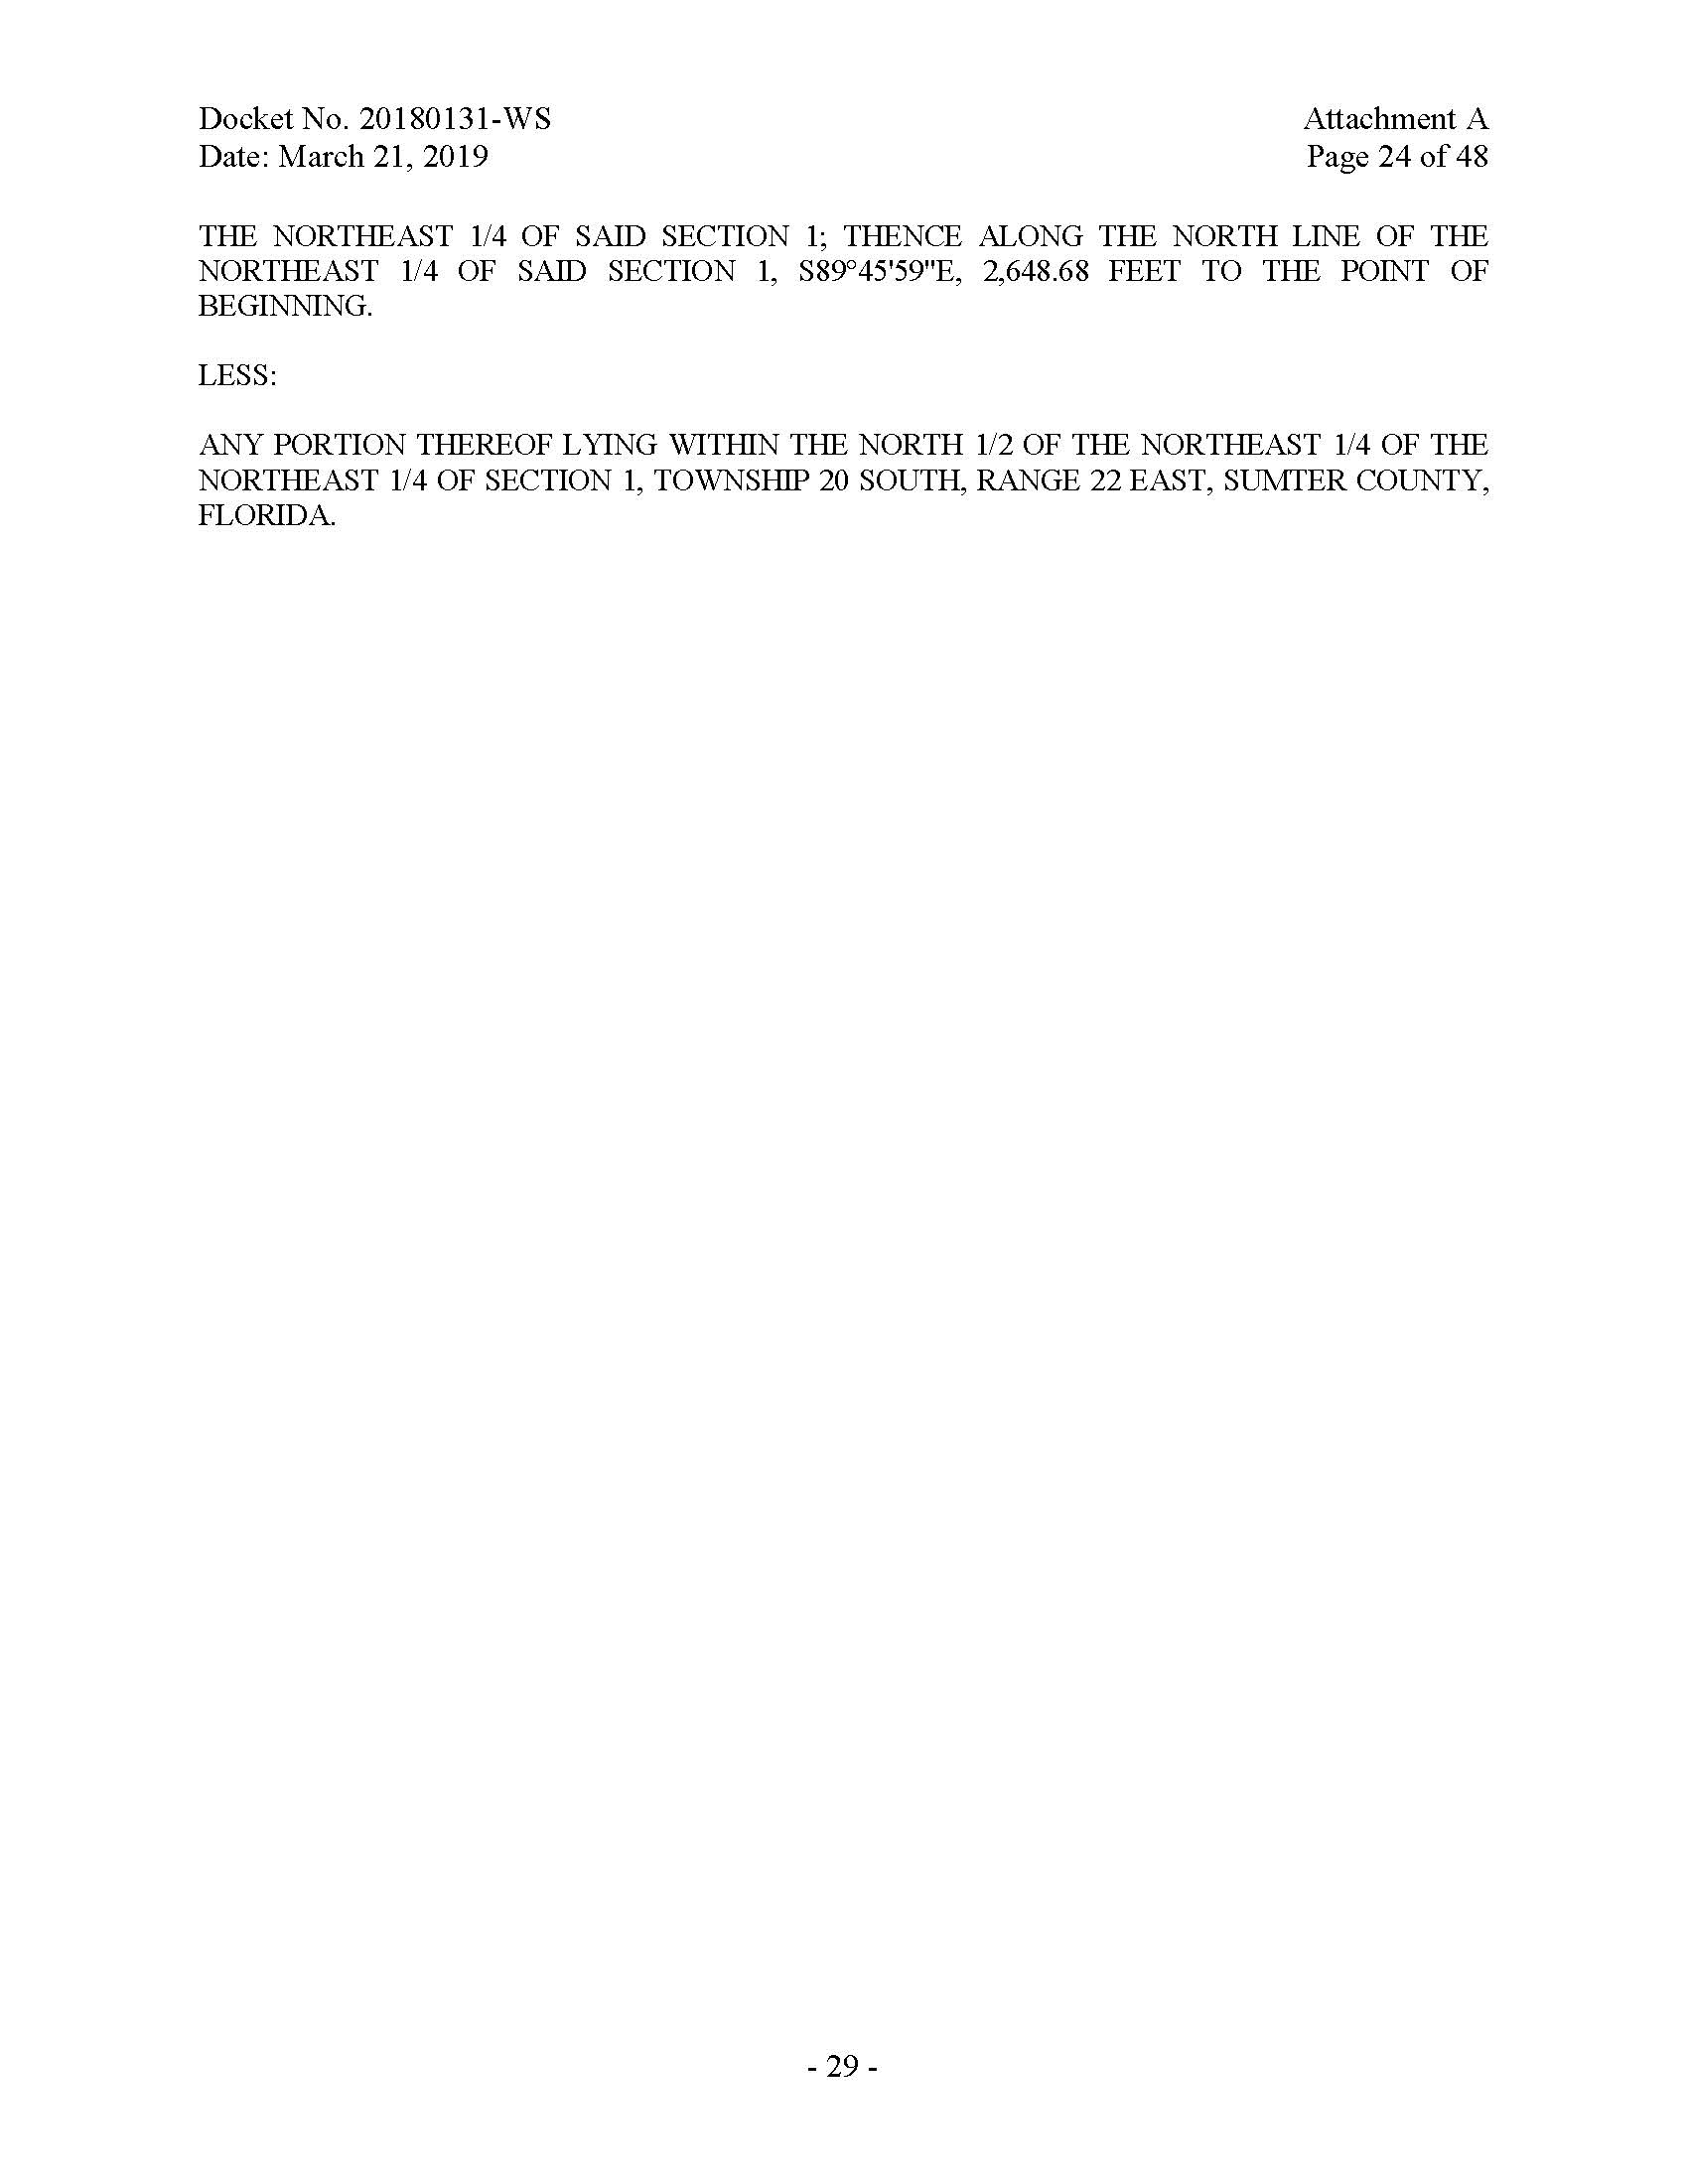 Docket No. 20180131-WS
Date: March 21, 2019
Attachment A
Page 24 of 48
THE NORTHEAST 1/4 OF SAID SECTION 1; THENCE ALONG THE NORTH LINE OF THE
NORTHEAST 1/4 OF SAID SECTION 1, S89°45'59"E, 2,648.68 FEET TO THE POINT OF
BEGINNING.
LESS:
ANY PORTION THEREOF LYING WITHIN THE NORTH 1/2 OF THE NORTHEAST 1/4 OF THE
NORTHEAST 1/4 OF SECTION 1, TOWNSHIP 20 SOUTH, RANGE 22 EAST, SUMTER COUNTY,
FLORIDA.
- 29 -